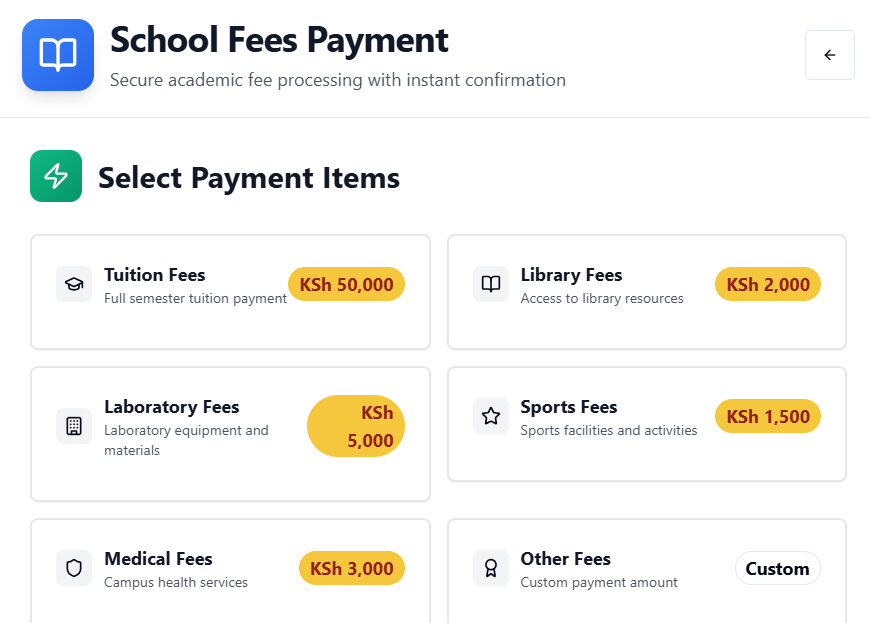 School Fees Payment
Secure academic fee processing with instant confirmation
Select Payment Items
Tuition Fees
Full semester tuition payment
KSh 50,000
Library Fees
Access to library resources
KSh 2,000
Laboratory Fees
Laboratory equipment and
materials
KSh
5,000
Sports Fees
Sports facilities and activities
KSh 1,500
Medical Fees
Campus health services
KSh 3,000
Other Fees
Custom payment amount
Custom